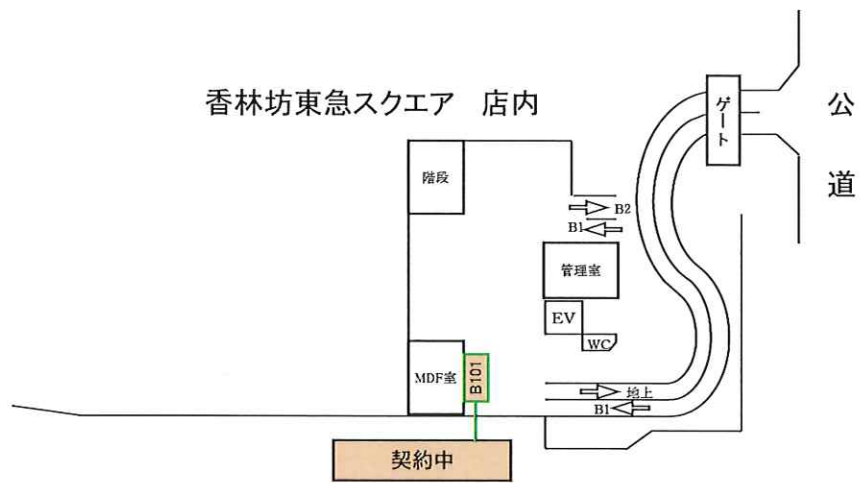 香林坊東急スクエア 店内
ゲート
公道
階段
B2
B1
管理室
EV
WC
MDF室
B101
地上
B1
契約中